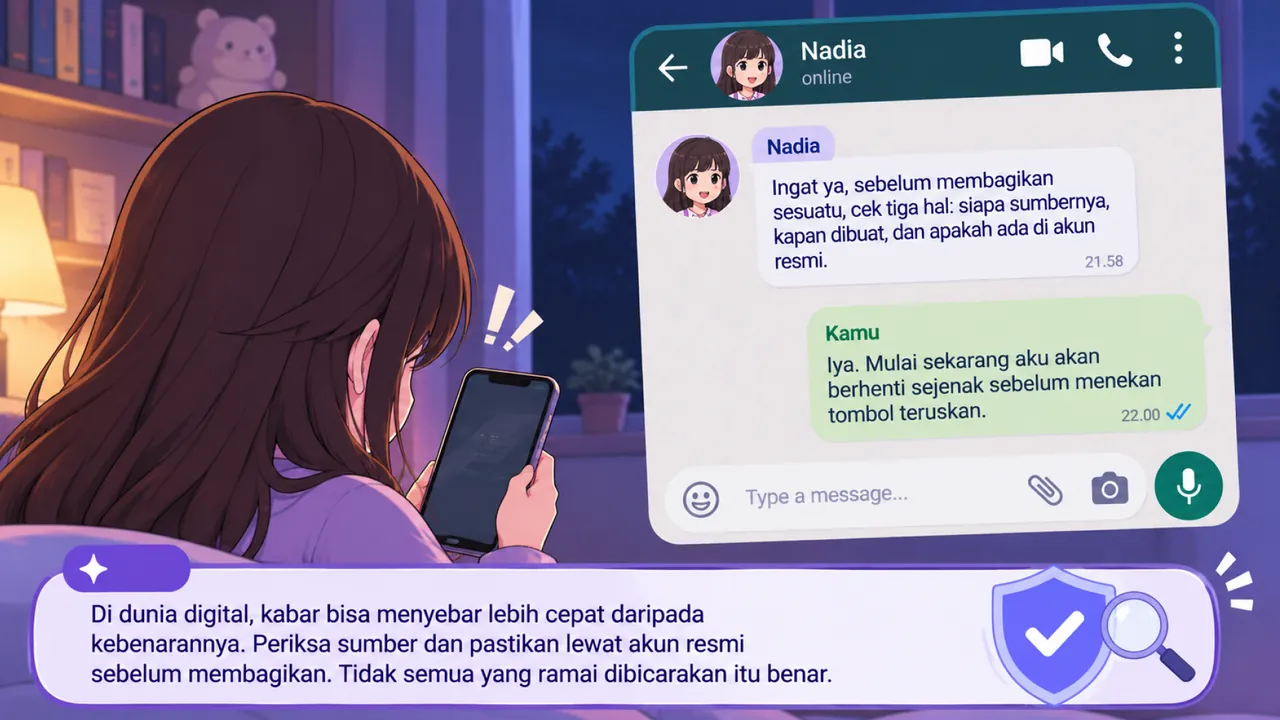 Nadia
online
Nadia
Ingat ya, sebelum membagikan
sesuatu, cek tiga hal: siapa sumbernya,
kapan dibuat, dan apakah ada di akun
resmi.
21.58
Kamu
Iya. Mulai sekarang aku akan
berhenti sejenak sebelum menekan
tombol teruskan.
22.00
Type a message...
Di dunia digital, kabar bisa menyebar lebih cepat daripada
kebenarannya. Periksa sumber dan pastikan lewat akun resmi
sebelum membagikan. Tidak semua yang ramai dibicarakan itu benar.